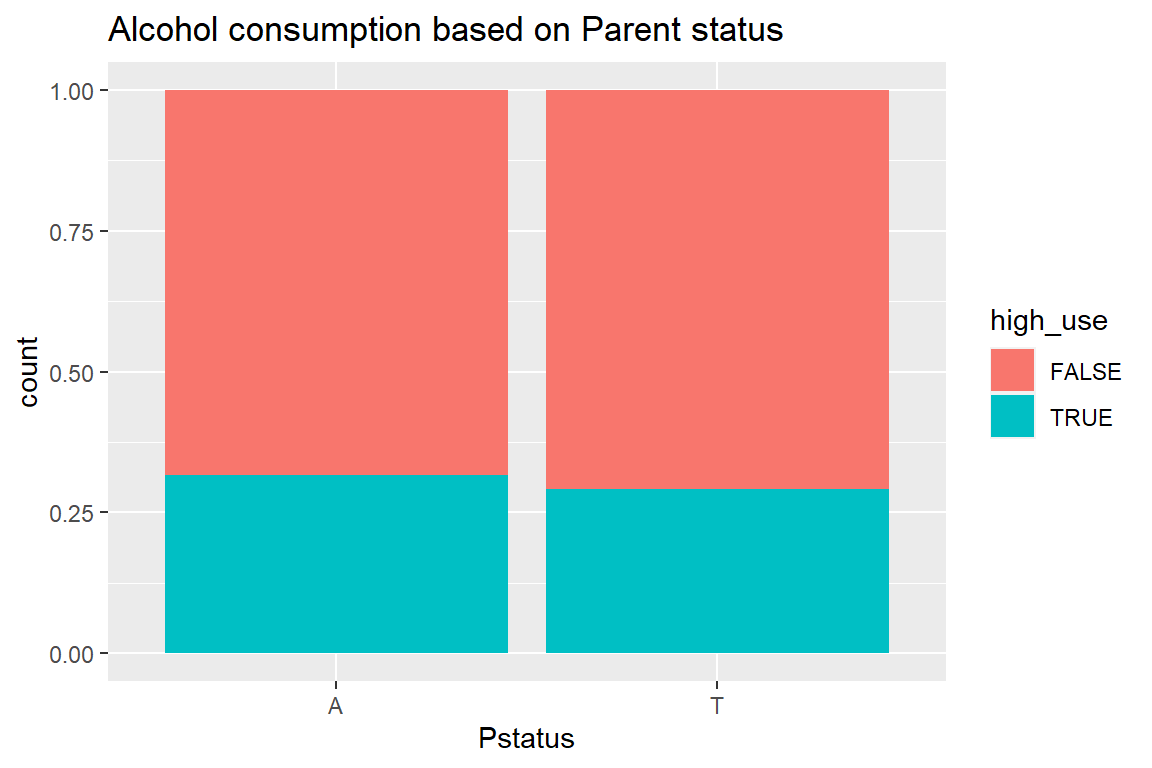 Alcohol consumption based on Parent status
1.00
0.75
0.50
0.25
0.00
count
A
T
Pstatus
high_use
FALSE
TRUE